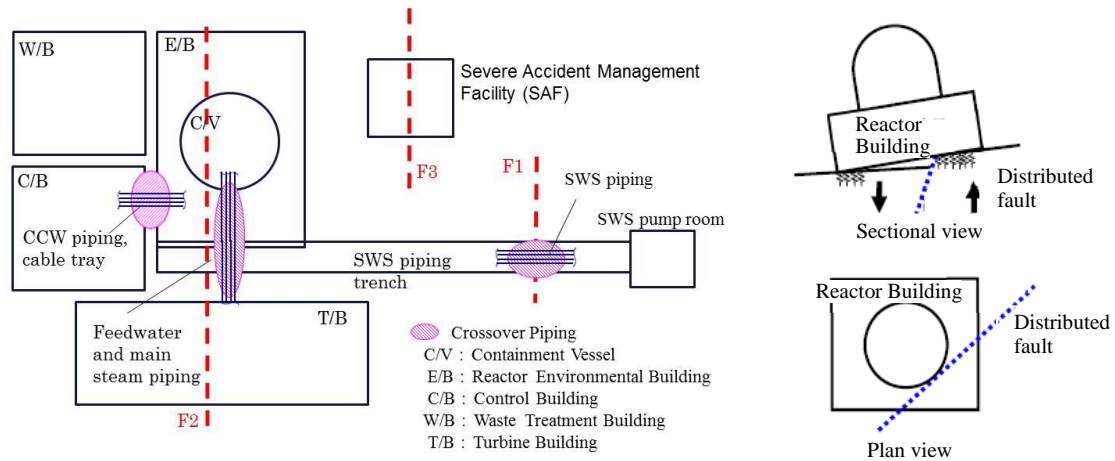 W/B
E/B
Severe Accident Management
Facility (SAF)
C/V
F3
F1
C/B
SWS piping
SWS pump room
CCW piping,
cable tray
SWS piping
trench
Feedwater
and main
steam piping
T/B
F2
Crossover Piping
C/V : Containment Vessel
E/B : Reactor Environmental Building
C/B : Control Building
W/B : Waste Treatment Building
T/B : Turbine Building
Reactor
Building
Distributed
fault
Sectional view
Reactor Building
Distributed
fault
Plan view